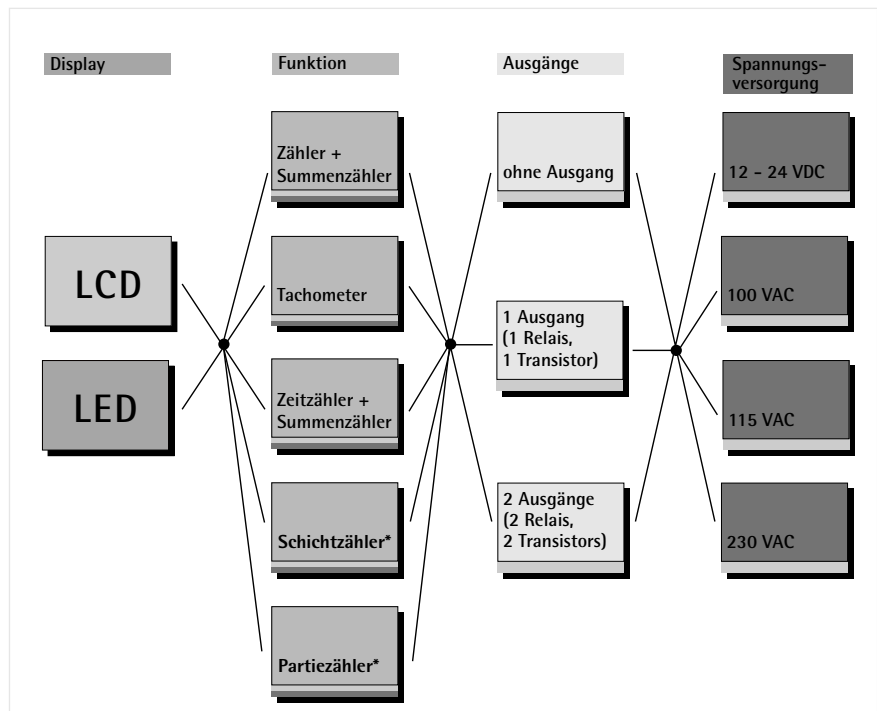 Display
Funktion
Ausgänge
Spannungs-
versorgung
LCD
LED
Zähler +
Summenzähler
Tachometer
Zeitzähler +
Summenzähler
Schichtzähler*
Partiezähler*
ohne Ausgang
1 Ausgang
(1 Relais,
1 Transistor)
2 Ausgänge
(2 Relais,
2 Transistors)
12 - 24 VDC
100 VAC
115 VAC
230 VAC